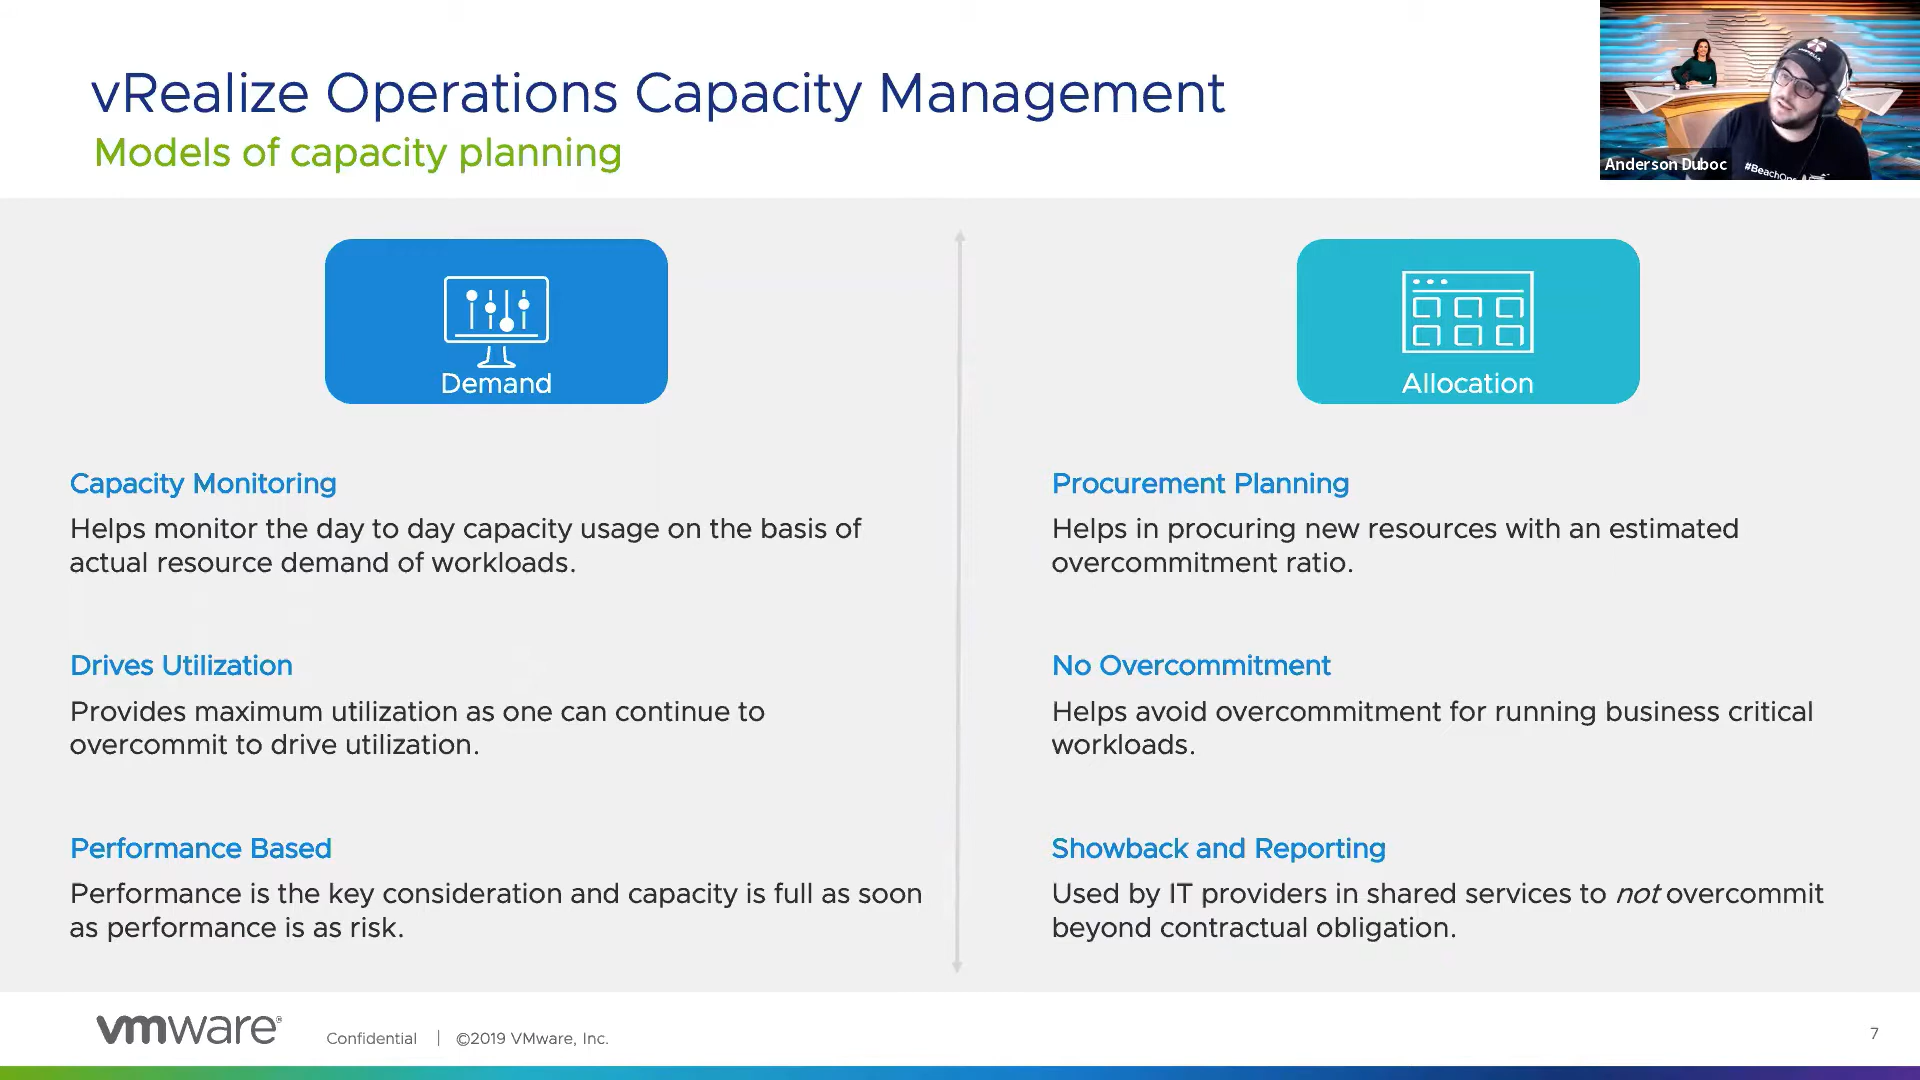 vRealize Operations Capacity Management
Models of capacity planning
Anderson Duboc
Demand
Allocation
Capacity Monitoring
Helps monitor the day to day capacity usage on the basis of
actual resource demand of workloads.
Drives Utilization
Provides maximum utilization as one can continue to
overcommit to drive utilization.
Performance Based
Performance is the key consideration and capacity is full as soon
as performance is as risk.
Procurement Planning
Helps in procuring new resources with an estimated
overcommitment ratio.
No Overcommitment
Helps avoid overcommitment for running business critical
workloads.
Showback and Reporting
Used by IT providers in shared services to not overcommit
beyond contractual obligation.
vmware®
Confidential | ©2019 VMware, Inc.
7